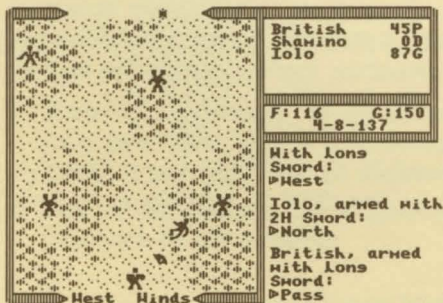 British 45P
Shamino 0D
Iolo 87G
F:116 G:150
4-8-137
With Long
Sword:
▷West
Iolo, armed with
2H Sword:
▷North
British, armed
with Long
Sword:
▷Pass
West Winds